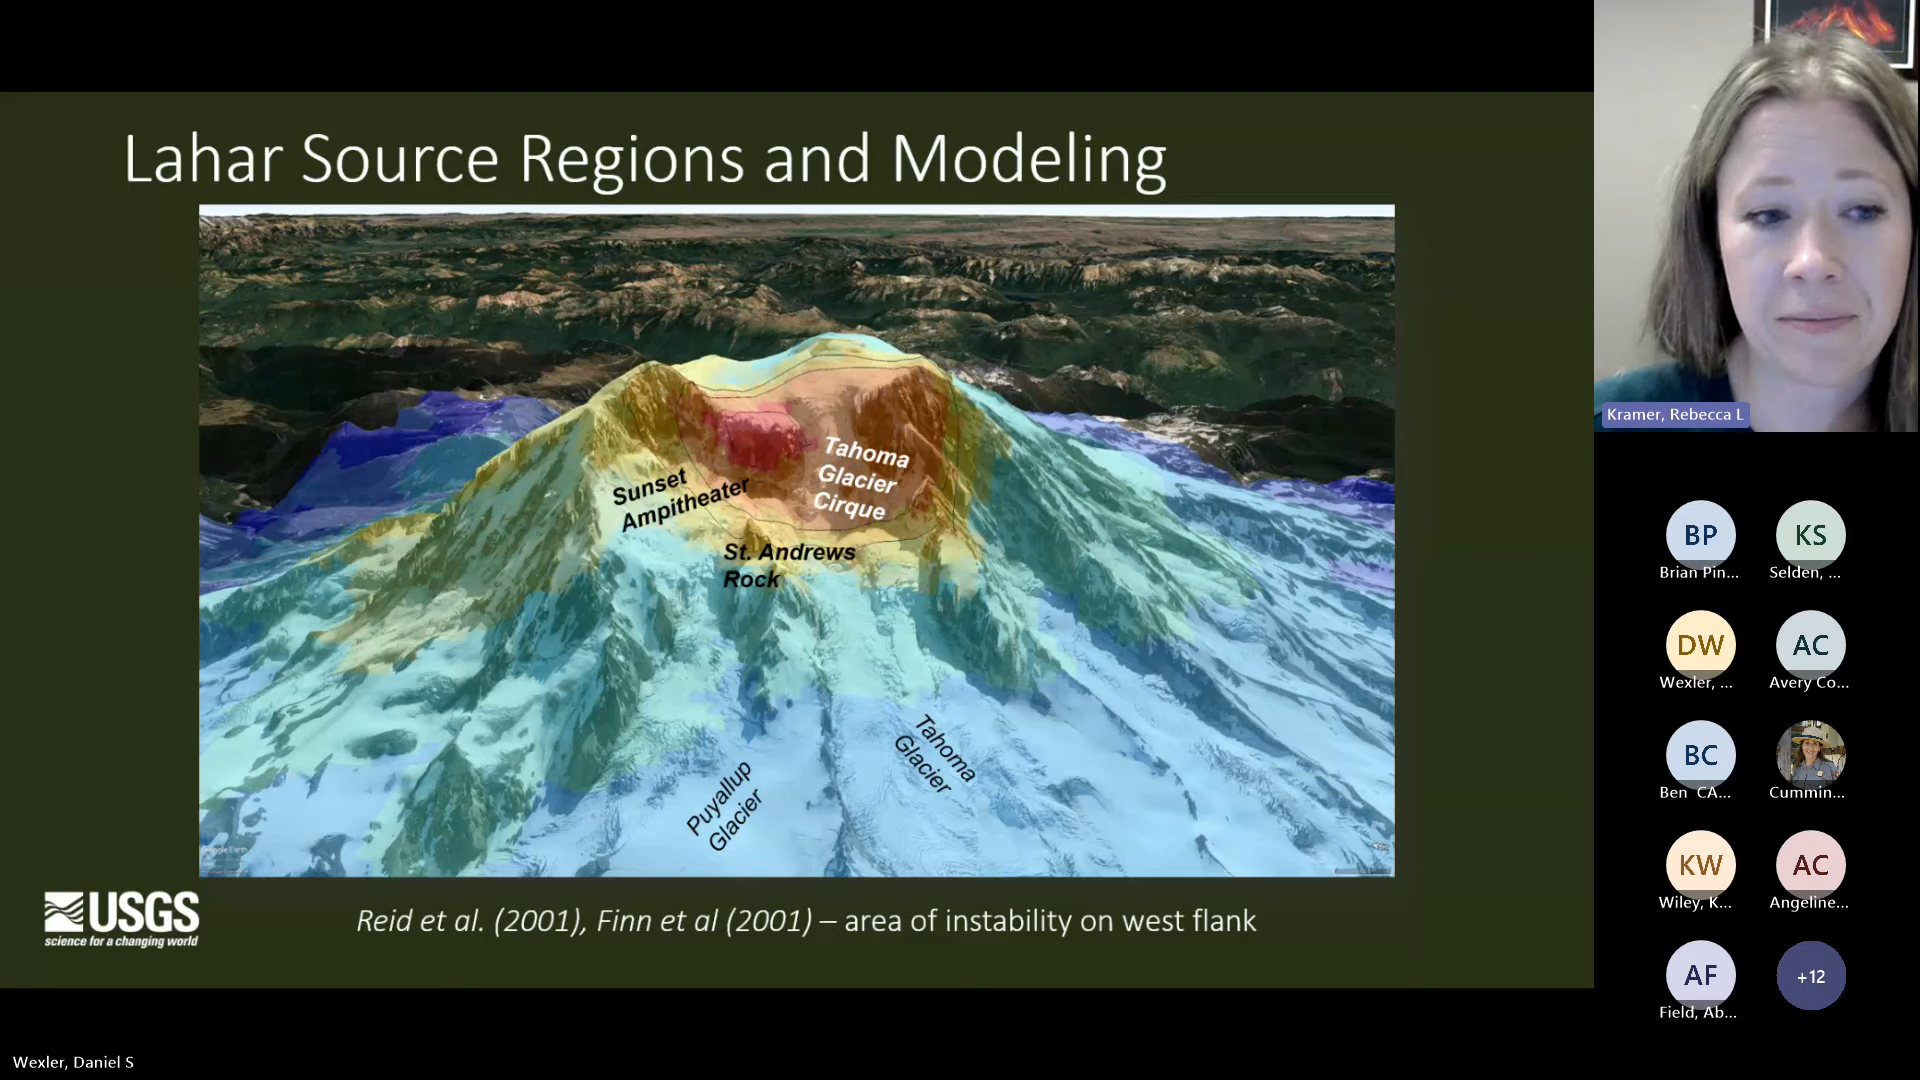 Lahar Source Regions and Modeling
Sunset
Ampitheater
Tahoma
Glacier
Cirque
St. Andrews
Rock
Puyallup
Glacier
Tahoma
Glacier
USGS
science for a changing world
Reid et al. (2001), Finn et al (2001) – area of instability on west flank
Kramer, Rebecca L
BP
Brian Pin...
KS
Selden, ...
DW
Wexler, ...
AC
Avery Co...
BC
Ben CA...
Cummin...
KW
Wiley, K...
AC
Angeline...
AF
Field, Ab...
+12
Wexler, Daniel S